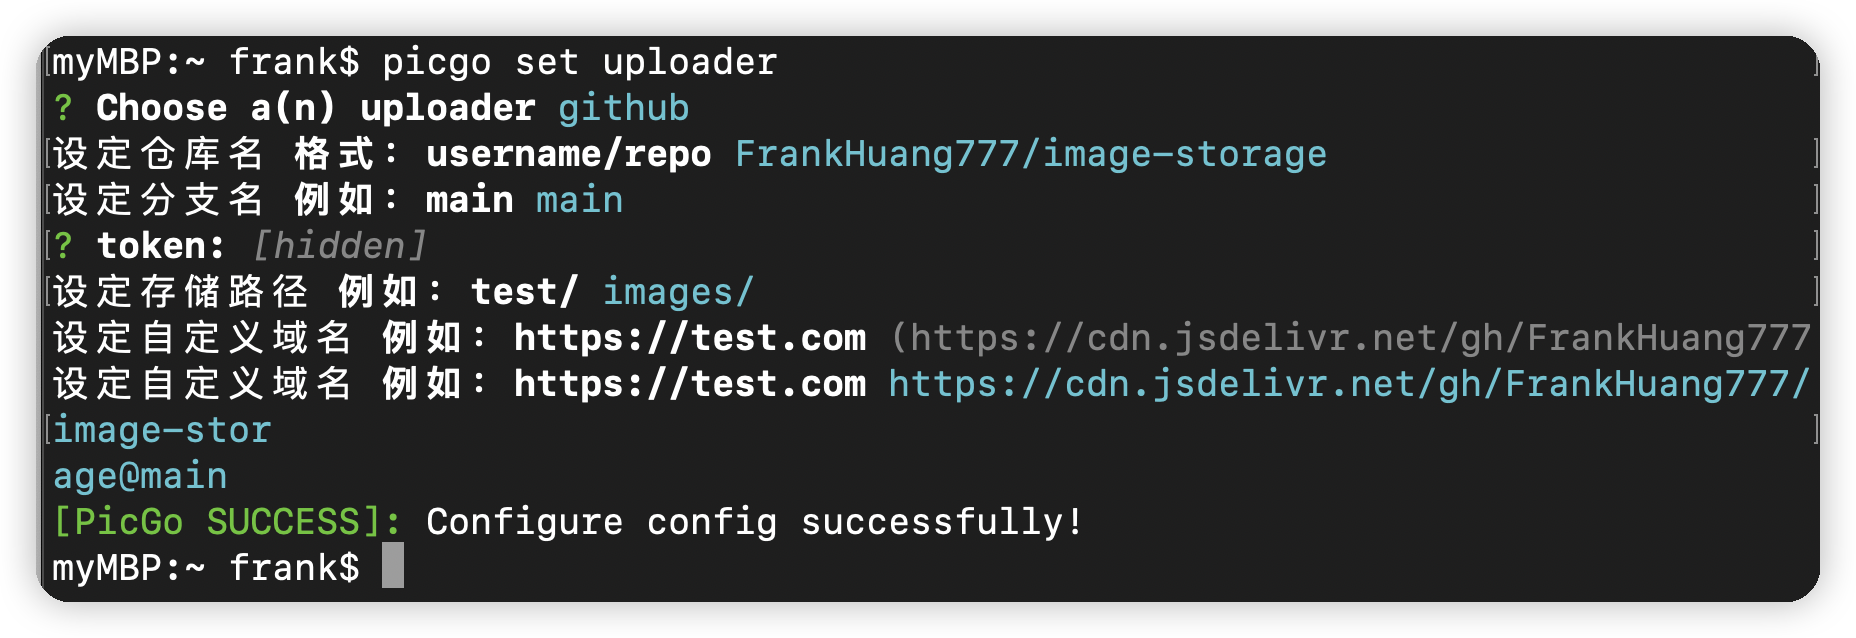 myMBP:~ frank$ picgo set uploader
? Choose a(n) uploader github
设定仓库名 格式：username/repo FrankHuang777/image-storage
设定分支名 例如：main main
? token: [hidden]
设定存储路径 例如：test/ images/
设定自定义域名 例如：https://test.com (https://cdn.jsdelivr.net/gh/FrankHuang777
设定自定义域名 例如：https://test.com https://cdn.jsdelivr.net/gh/FrankHuang777/
image-stor
age@main
[PicGo SUCCESS]: Configure config successfully!
myMBP:~ frank$